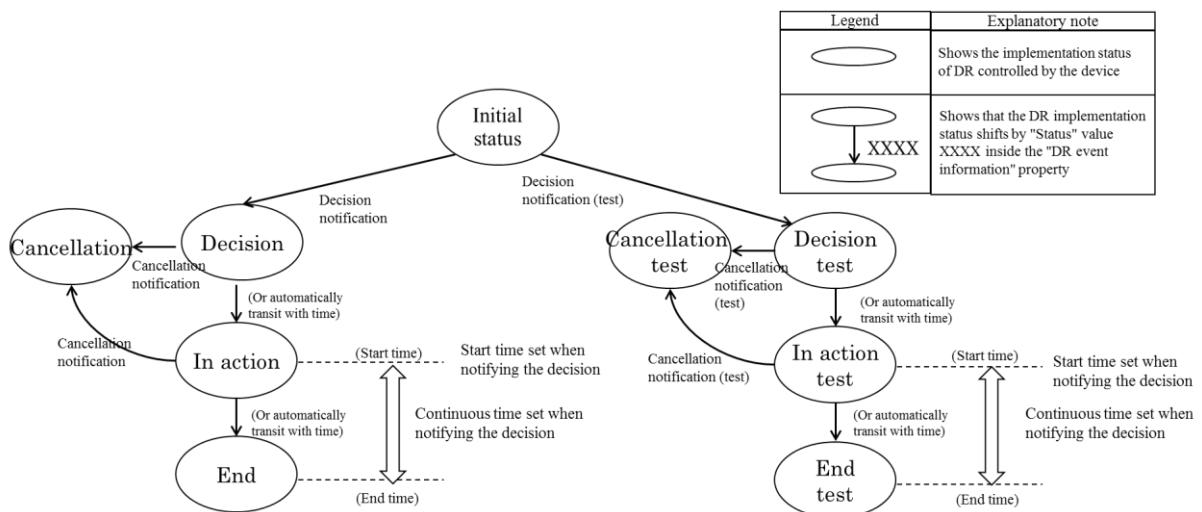 Legend
Explanatory note
Shows the implementation status
of DR controlled by the device
XXXX
Shows that the DR implementation
status shifts by "Status" value
XXXX inside the "DR event
information" property
Initial
status
Decision
notification
Decision
notification (test)
Cancellation
Decision
Cancellation
notification
(Or automatically
transit with time)
Cancellation
notification
In action
(Start time)
Start time set when
notifying the decision
(Or automatically
transit with time)
Continuous time set when
notifying the decision
End
(End time)
Cancellation
test
Decision
test
Cancellation
notification
(test)
(Or automatically
transit with time)
Cancellation
notification (test)
In action
test
(Start time)
Start time set when
notifying the decision
(Or automatically
transit with time)
Continuous time set when
notifying the decision
End
test
(End time)